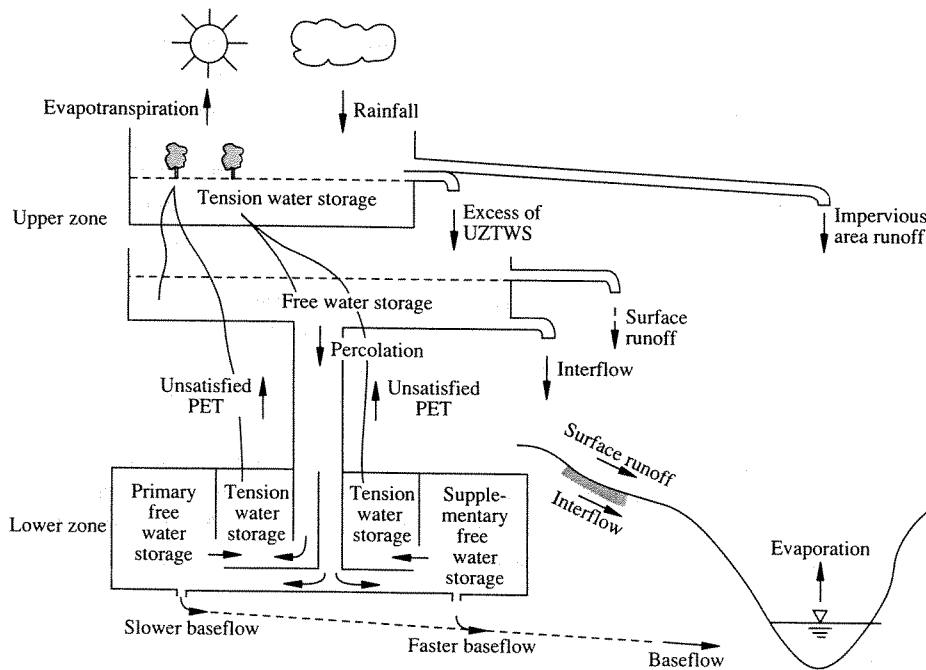 Evapotranspiration
Rainfall
Tension water storage
Upper zone
Excess of
UZTWS
Impervious
area runoff
Free water storage
Surface
runoff
Percolation
Interflow
Unsatisfied
PET
Unsatisfied
PET
Surface runoff
Interflow
Lower zone
Primary
free
water
storage
Tension
water
storage
Tension
water
storage
Supple-
mentary
free
water
storage
Evaporation
Slower baseflow
Faster baseflow
Baseflow